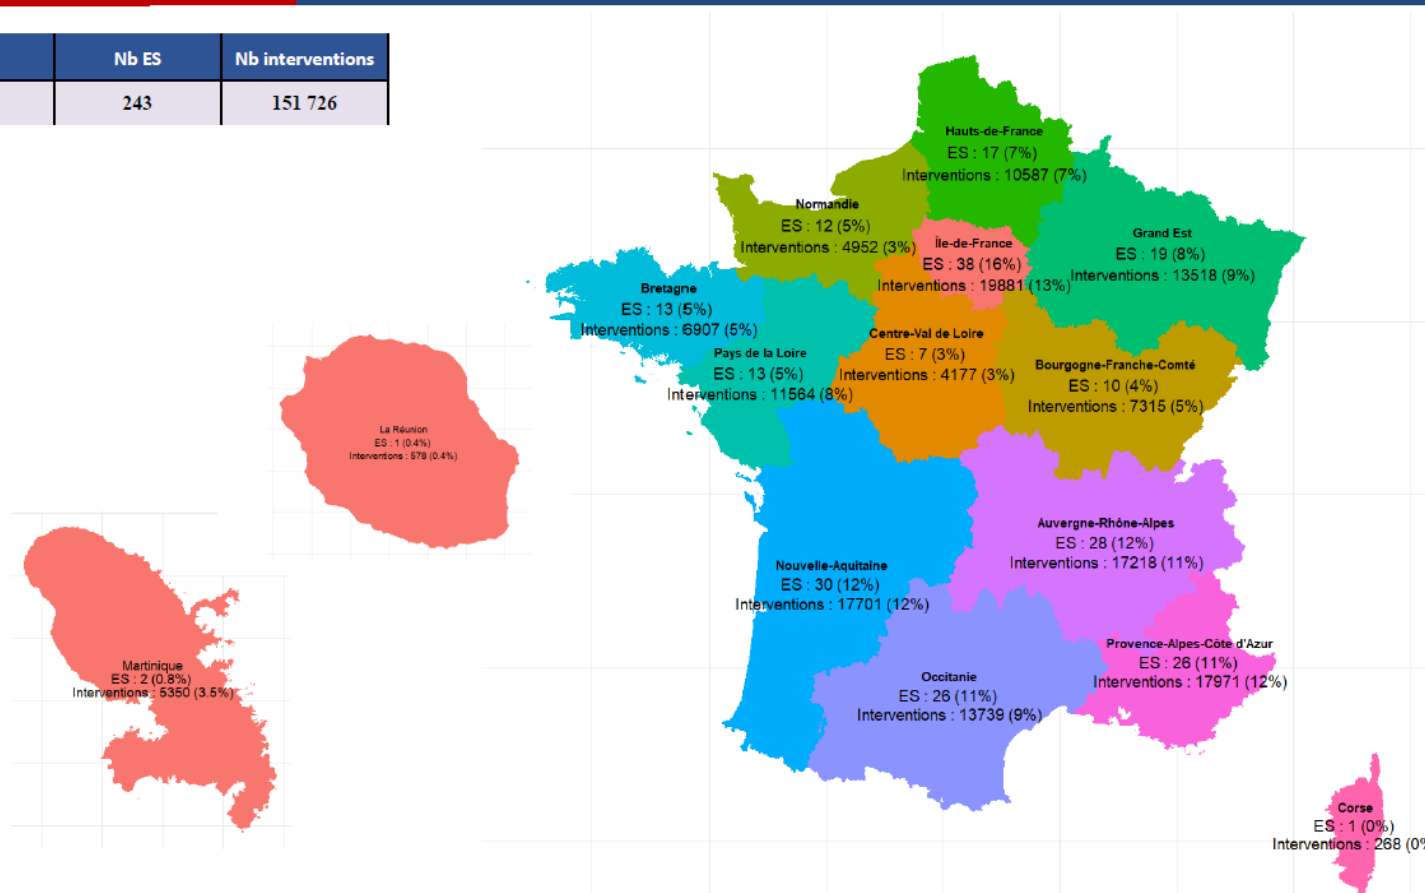 Nb ES Nb interventions
243 151 726
Hauts-de-France
ES : 17 (7%)
Interventions : 10587 (7%)
Normandie
ES : 12 (5%)
Interventions : 4952 (3%)
Île-de-France
ES : 38 (16%)
Interventions : 19881 (13%)
Grand Est
ES : 19 (8%)
Interventions : 13518 (9%)
Bretagne
ES : 13 (5%)
Interventions : 6907 (5%)
Pays de la Loire
ES : 13 (5%)
Interventions : 11564 (8%)
Centre-Val de Loire
ES : 7 (3%)
Interventions : 4177 (3%)
Bourgogne-Franche-Comté
ES : 10 (4%)
Interventions : 7315 (5%)
La Réunion
ES : 1 (0.4%)
Interventions : 578 (0.4%)
Auvergne-Rhône-Alpes
ES : 28 (12%)
Interventions : 17218 (11%)
Nouvelle-Aquitaine
ES : 30 (12%)
Interventions : 17701 (12%)
Martinique
ES : 2 (0.8%)
Interventions : 5350 (3.5%)
Provence-Alpes-Côte d'Azur
ES : 26 (11%)
Interventions : 17971 (12%)
Occitanie
ES : 26 (11%)
Interventions : 13739 (9%)
Corse
ES : 1 (0%)
Interventions : 268 (0%